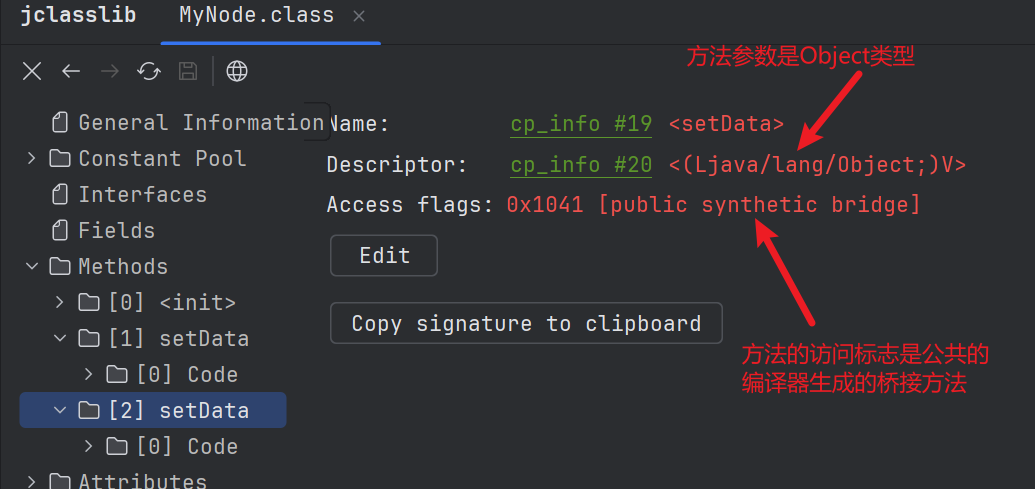 jclasslib MyNode.class
方法参数是Object类型
General Information
Name: cp_info #19 <setData>
Constant Pool
Descriptor: cp_info #20 <(Ljava/lang/Object;)V>
Interfaces
Access flags: 0x1041 [public synthetic bridge]
Fields
Edit
Methods
[0] <init>
Copy signature to clipboard
[1] setData
方法的访问标志是公共的
编译器生成的桥接方法
[0] Code
[2] setData
[0] Code
Attributes